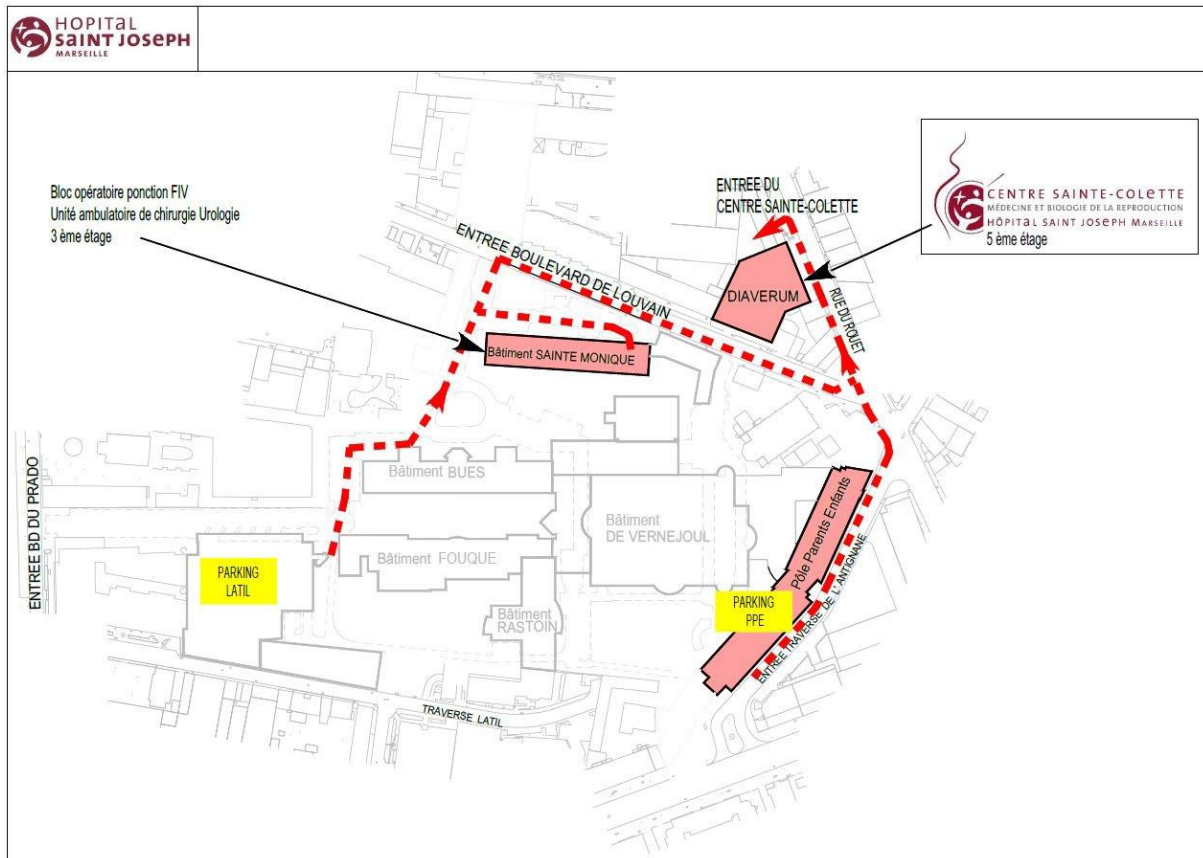 HOPITAL
SAINT JOSEPH
MARSEILLE
Bloc opératoire ponction FIV
Unité ambulatoire de chirurgie Urologie
3 ème étage
ENTREE DU
CENTRE SAINTE-COLETTE
CENTRE SAINTE-COLETTE
MÉDECINE ET BIOLOGIE DE LA REPRODUCTION
HÔPITAL SAINT JOSEPH MARSEILLE
5 ème étage
ENTREE BOULEVARD DE LOUVAIN
DIAVERUM
RUE DU ROUET
Bâtiment SAINTE MONIQUE
ENTREE BD DU PRADO
Bâtiment BUES
Bâtiment
DE VERNEJOUL
Pôle Parents Enfants
Bâtiment FOUQUE
PARKING
LATIL
PARKING
PPE
Bâtiment
RASTOIN
ENTREE TRAVERSE DE L'ANTIGNANE
TRAVERSE LATIL